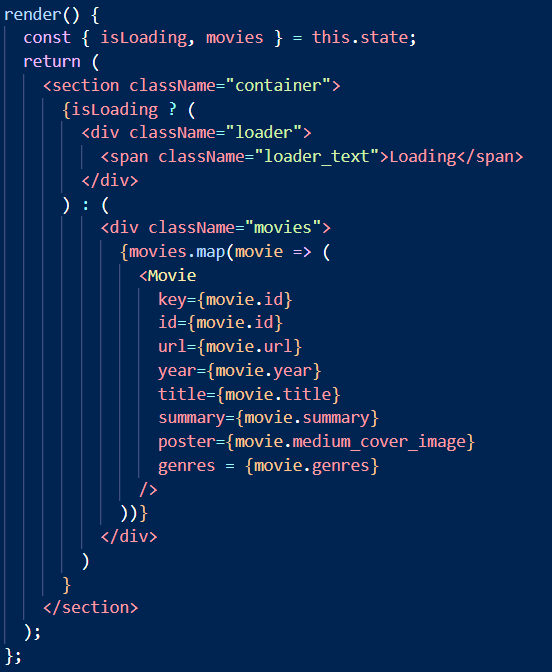 render() {
  const { isLoading, movies } = this.state;
  return (
    <section className="container">
      {isLoading ? (
        <div className="loader">
          <span className="loader_text">Loading</span>
        </div>
      ) : (
          <div className="movies">
            {movies.map(movie => (
              <Movie
                key={movie.id}
                id={movie.id}
                url={movie.url}
                year={movie.year}
                title={movie.title}
                summary={movie.summary}
                poster={movie.medium_cover_image}
                genres = {movie.genres}
              />
            ))}
          </div>
        )
      }
    </section>
  );
};